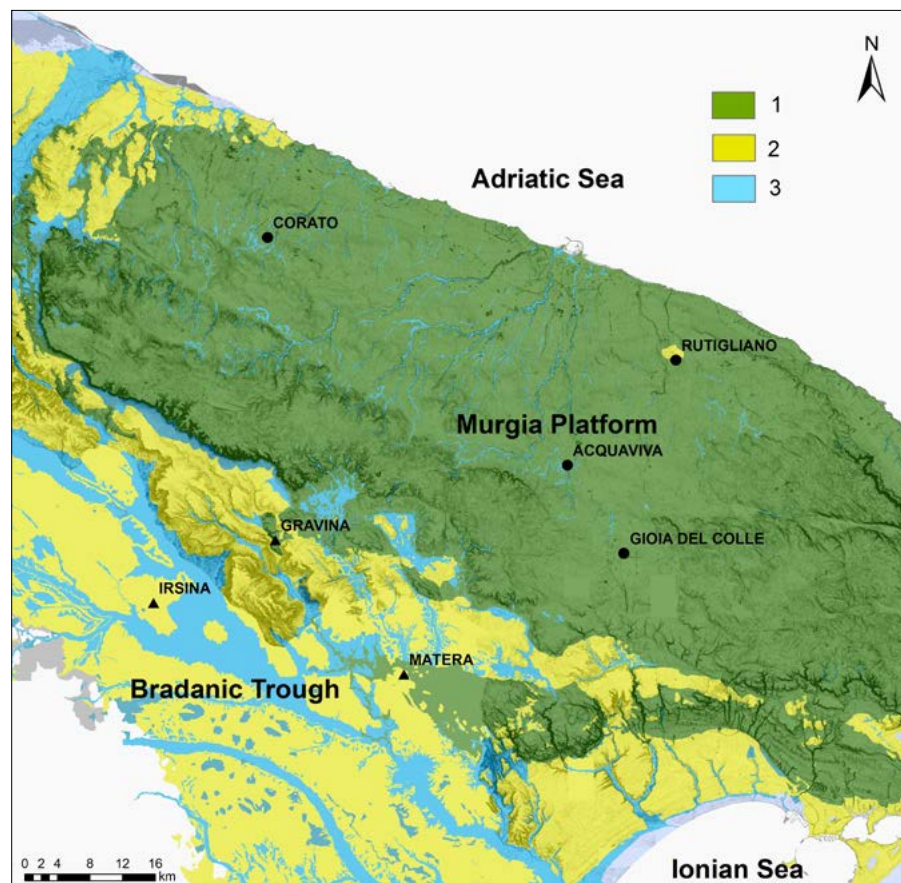 N
1
2
3
Adriatic Sea
CORATO
RUTIGLIANO
Murgia Platform
ACQUAVIVA
GRAVINA
GIOIA DEL COLLE
IRSINA
MATERA
Bradanic Trough
0 2 4 8 12 16
km
Ionian Sea